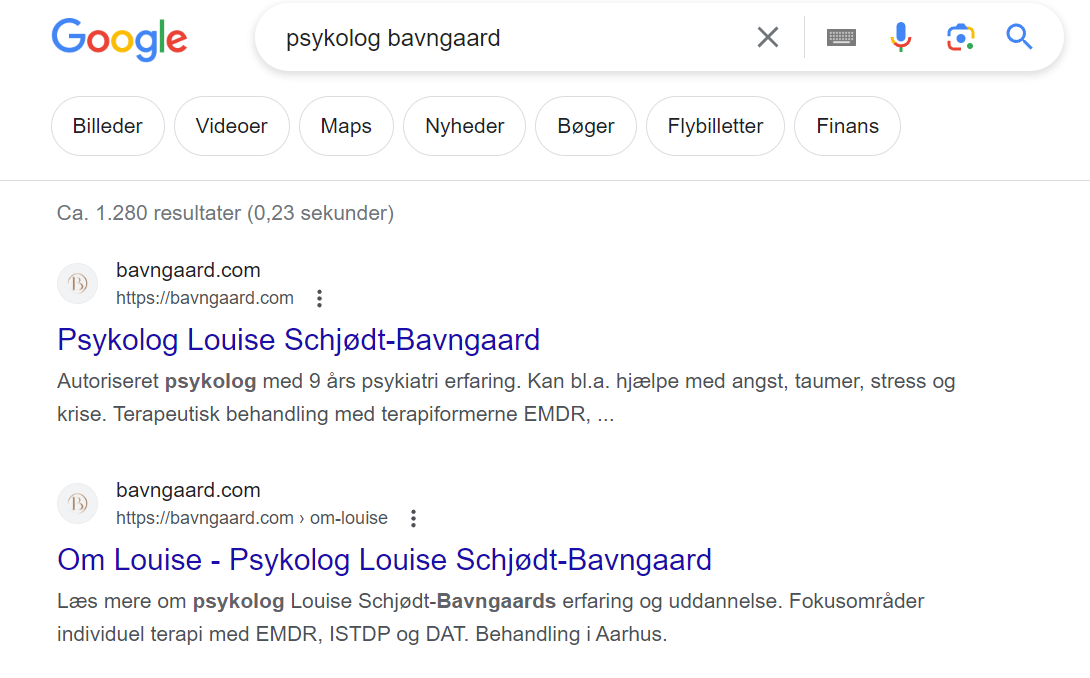 Google
psykolog bavngaard
Billeder
Videoer
Maps
Nyheder
Bøger
Flybilletter
Finans
Ca. 1.280 resultater (0,23 sekunder)
B
bavngaard.com
https://bavngaard.com
Psykolog Louise Schjødt-Bavngaard
Autoriseret psykolog med 9 års psykiatri erfaring. Kan bl.a. hjælpe med angst, taumer, stress og
krise. Terapeutisk behandling med terapiformerne EMDR, ...
B
bavngaard.com
https://bavngaard.com › om-louise
Om Louise - Psykolog Louise Schjødt-Bavngaard
Læs mere om psykolog Louise Schjødt-Bavngaards erfaring og uddannelse. Fokusområder
individuel terapi med EMDR, ISTDP og DAT. Behandling i Aarhus.